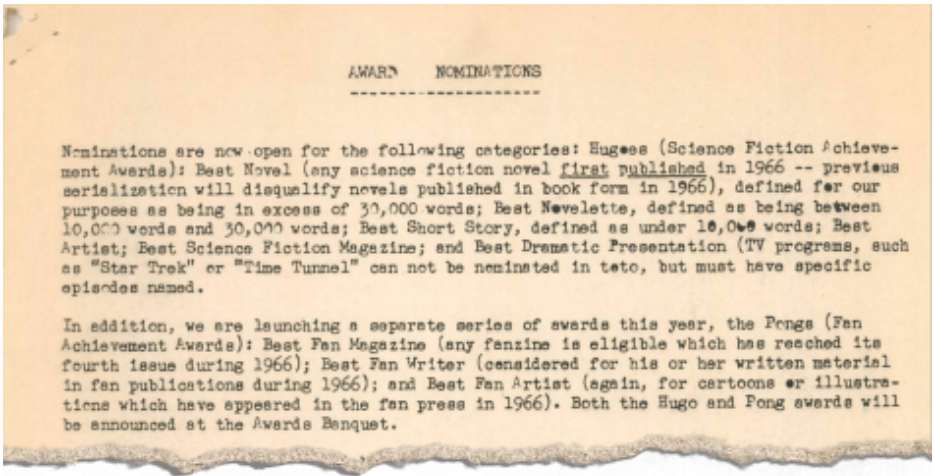 AWARD NOMINATIONS
--------------------
Nominations are now open for the following categories: Hugoes (Science Fiction Achieve-
ment Awards): Best Novel (any science fiction novel first published in 1966 -- previous
serialization will disqualify novels published in book form in 1966), defined for our
purposes as being in excess of 30,000 words; Best Novelette, defined as being between
10,000 words and 30,000 words; Best Short Story, defined as under 10,000 words; Best
Artist; Best Science Fiction Magazine; and Best Dramatic Presentation (TV programs, such
as "Star Trek" or "Time Tunnel" can not be nominated in toto, but must have specific
episodes named.
In addition, we are launching a separate series of awards this year, the Pongs (Fan
Achievement Awards): Best Fan Magazine (any fanzine is eligible which has reached its
fourth issue during 1966); Best Fan Writer (considered for his or her written material
in fan publications during 1966); and Best Fan Artist (again, for cartoons or illustra-
tions which have appeared in the fan press in 1966). Both the Hugo and Pong awards will
be announced at the Awards Banquet.